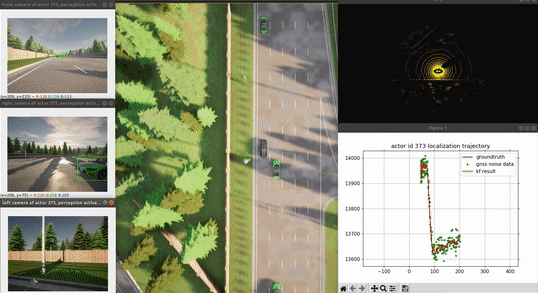 front camera of actor 373, perception activ...
right camera of actor 373, perception activ...
left camera of actor 373, perception active...
Figure 1
actor id 373 localization trajectory
groundtruth
gnss noise data
kf result
14000
13900
13800
13700
13600
-100 0 100 200 300 400